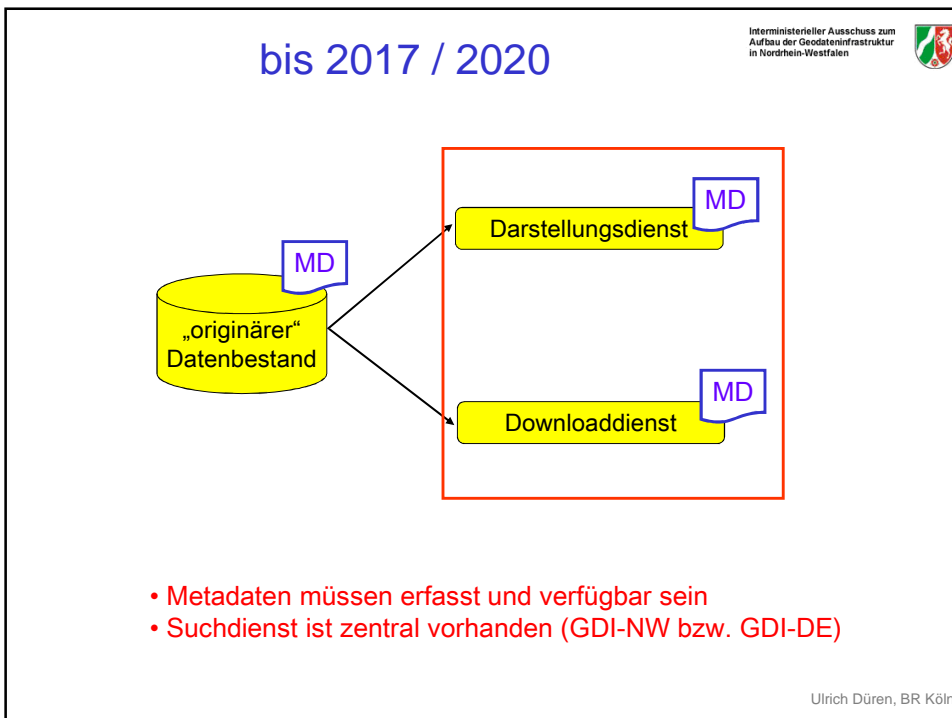 bis 2017 / 2020
Interministerieller Ausschuss zum
Aufbau der Geodateninfrastruktur
in Nordrhein-Westfalen
MD
Darstellungsdienst
MD
„originärer“
Datenbestand
MD
Downloaddienst
• Metadaten müssen erfasst und verfügbar sein
• Suchdienst ist zentral vorhanden (GDI-NW bzw. GDI-DE)
Ulrich Düren, BR Köln